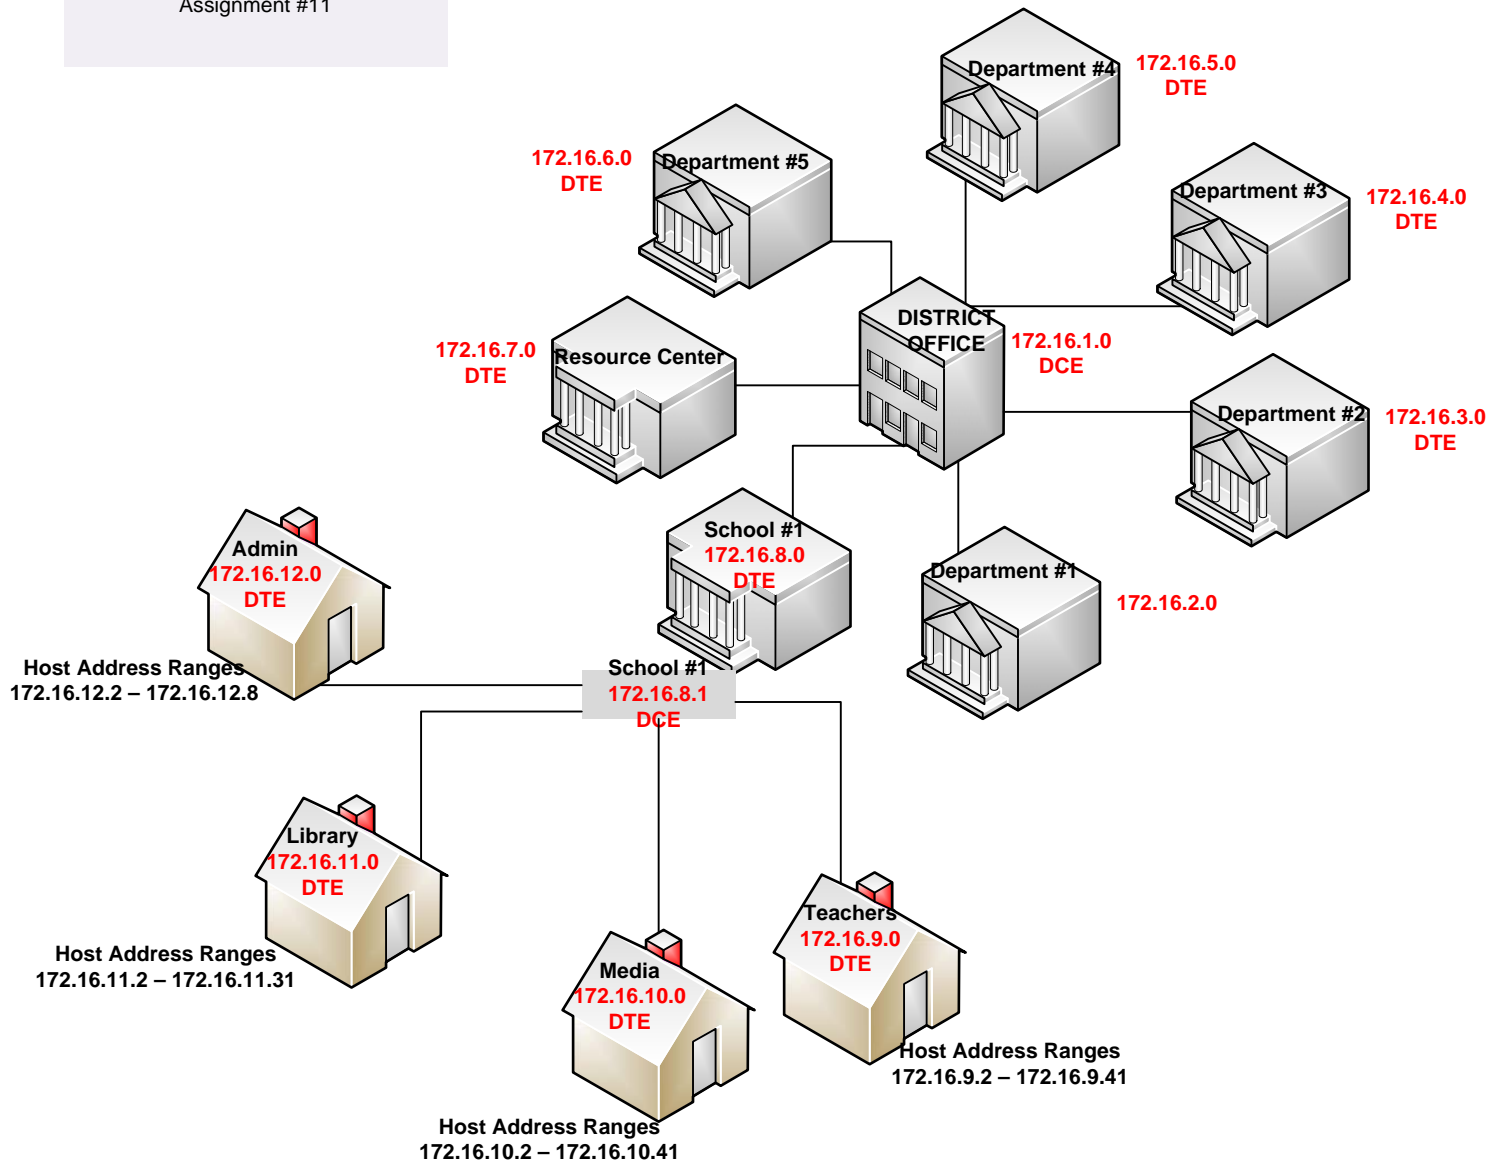 Assignment #11
Department #4
172.16.5.0
DTE
172.16.6.0
DTE
Department #5
Department #3
172.16.4.0
DTE
172.16.7.0
DTE
Resource Center
DISTRICT
OFFICE
172.16.1.0
DCE
Department #2
172.16.3.0
DTE
School #1
172.16.8.0
DTE
Department #1
172.16.2.0
Admin
172.16.12.0
DTE
Host Address Ranges
172.16.12.2 – 172.16.12.8
School #1
172.16.8.1
DCE
Library
172.16.11.0
DTE
Host Address Ranges
172.16.11.2 – 172.16.11.31
Media
172.16.10.0
DTE
Host Address Ranges
172.16.10.2 – 172.16.10.41
Teachers
172.16.9.0
DTE
Host Address Ranges
172.16.9.2 – 172.16.9.41